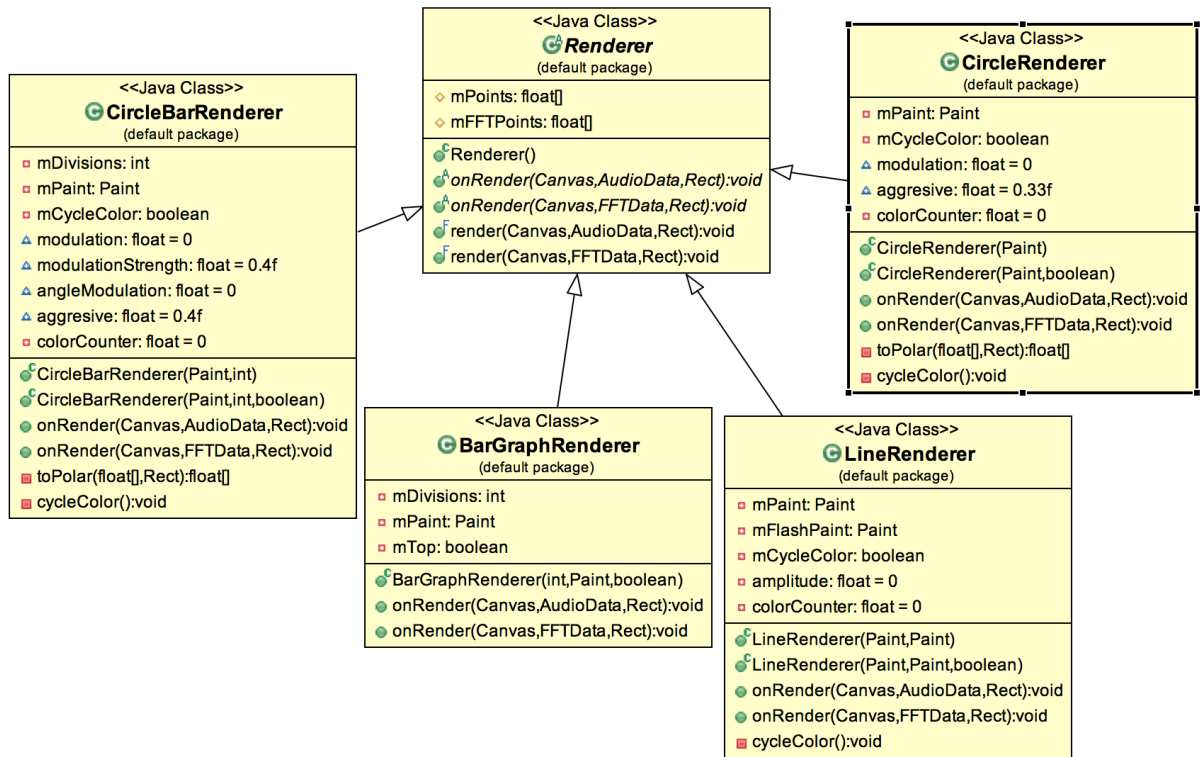 <<Java Class>>
CircleBarRenderer
(default package)
mDivisions: int
mPaint: Paint
mCycleColor: boolean
modulation: float = 0
modulationStrength: float = 0.4f
angleModulation: float = 0
aggresive: float = 0.4f
colorCounter: float = 0
CircleBarRenderer(Paint,int)
CircleBarRenderer(Paint,int,boolean)
onRender(Canvas,AudioData,Rect):void
onRender(Canvas,FFTData,Rect):void
toPolar(float[],Rect):float[]
cycleColor():void
<<Java Class>>
Renderer
(default package)
mPoints: float[]
mFFTPoints: float[]
Renderer()
onRender(Canvas,AudioData,Rect):void
onRender(Canvas,FFTData,Rect):void
render(Canvas,AudioData,Rect):void
render(Canvas,FFTData,Rect):void
<<Java Class>>
CircleRenderer
(default package)
mPaint: Paint
mCycleColor: boolean
modulation: float = 0
aggresive: float = 0.33f
colorCounter: float = 0
CircleRenderer(Paint)
CircleRenderer(Paint,boolean)
onRender(Canvas,AudioData,Rect):void
onRender(Canvas,FFTData,Rect):void
toPolar(float[],Rect):float[]
cycleColor():void
<<Java Class>>
BarGraphRenderer
(default package)
mDivisions: int
mPaint: Paint
mTop: boolean
BarGraphRenderer(int,Paint,boolean)
onRender(Canvas,AudioData,Rect):void
onRender(Canvas,FFTData,Rect):void
<<Java Class>>
LineRenderer
(default package)
mPaint: Paint
mFlashPaint: Paint
mCycleColor: boolean
amplitude: float = 0
colorCounter: float = 0
LineRenderer(Paint,Paint)
LineRenderer(Paint,Paint,boolean)
onRender(Canvas,AudioData,Rect):void
onRender(Canvas,FFTData,Rect):void
cycleColor():void